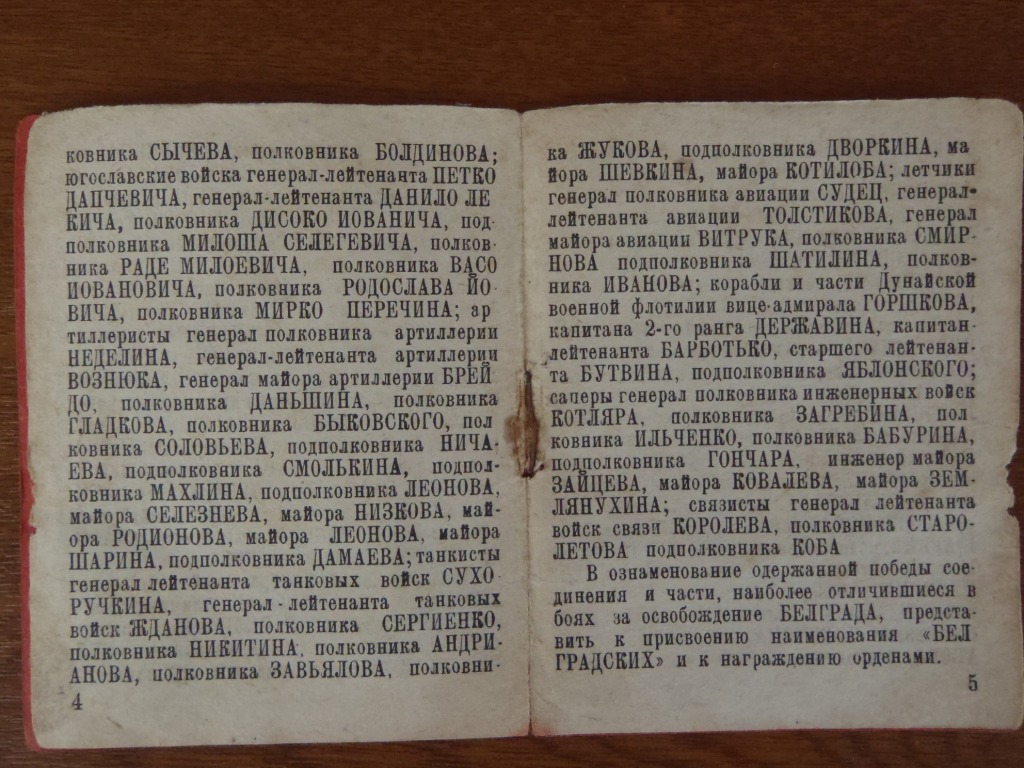 ковника СЫЧЕВА, полковника БОЛДИНОВА;
югославские войска генерал-лейтенанта ПЕТКО
ДАПЧЕВИЧА, генерал-лейтенанта ДАНИЛО ЛЕ
КИЧА, полковника ДИСОКО ИОВАНИЧА, под-
полковника МИЛОША СЕЛЕГЕВИЧА, полков-
ника РАДЕ МИЛОЕВИЧА, полковника ВАСО
ИОВАНОВИЧА, полковника РОДОСЛАВА ЙО
ВИЧА, полковника МИРКО ПЕРЕЧИНА; ар
тиллеристы генерал полковника артиллерии
НЕДЕЛИНА, генерал-лейтенанта артиллерии
ВОЗНЮКА, генерал майора артиллерии БРЕЙ
ДО, полковника ДАНЬШИНА, полковника
ГЛАДКОВА, полковника БЫКОВСКОГО, пол
ковника СОЛОВЬЕВА, подполковника НИЧА-
ЕВА, подполковника СМОЛЬКИНА, подпол-
ковника МАХЛИНА, подполковника ЛЕОНОВА,
майора СЕЛЕЗНЕВА, майора НИЗКОВА, май-
ора РОДИОНОВА, майора ЛЕОНОВА, майора
ШАРИНА, подполковника ДАМАЕВА; танкисты
генерал лейтенанта танковых войск СУХО
РУЧКИНА, генерал-лейтенанта танковых
войск ЖДАНОВА, полковника СЕРГИЕНКО,
полковника НИКИТИНА, полковника АНДРИ-
АНОВА, полковника ЗАВЬЯЛОВА, полковни-
4
ка ЖУКОВА, подполковника ДВОРКИНА, ма
йора ШЕВКИНА, майора КОТИЛОВА; летчики
генерал полковника авиации СУДЕЦ, генерал-
лейтенанта авиации ТОЛСТИКОВА, генерал
майора авиации ВИТРУКА, полковника СМИР-
НОВА подполковника ШАТИЛИНА, полков-
ника ИВАНОВА; корабли и части Дунайской
военной флотилии вице-адмирала ГОРШКОВА,
капитана 2-го ранга ДЕРЖАВИНА, капитан-
лейтенанта БАРБОТЬКО, старшего лейтенан-
та БУТВИНА, подполковника ЯБЛОНСКОГО;
саперы генерал полковника инженерных войск
КОТЛЯРА, полковника ЗАГРЕБИНА, пол
ковника ИЛЬЧЕНКО, полковника БАБУРИНА,
подполковника ГОНЧАРА, инженер майора
ЗАЙЦЕВА, майора КОВАЛЕВА, майора ЗЕМ-
ЛЯНУХИНА; связисты генерал лейтенанта
войск связи КОРОЛЕВА, полковника СТАРО-
ЛЕТОВА подполковника КОБА
В ознаменование одержанной победы сое-
динения и части, наиболее отличившиеся в
боях за освобождение БЕЛГРАДА, предста-
вить к присвоению наименования «БЕЛ
ГРАДСКИХ» и к награждению орденами.
5